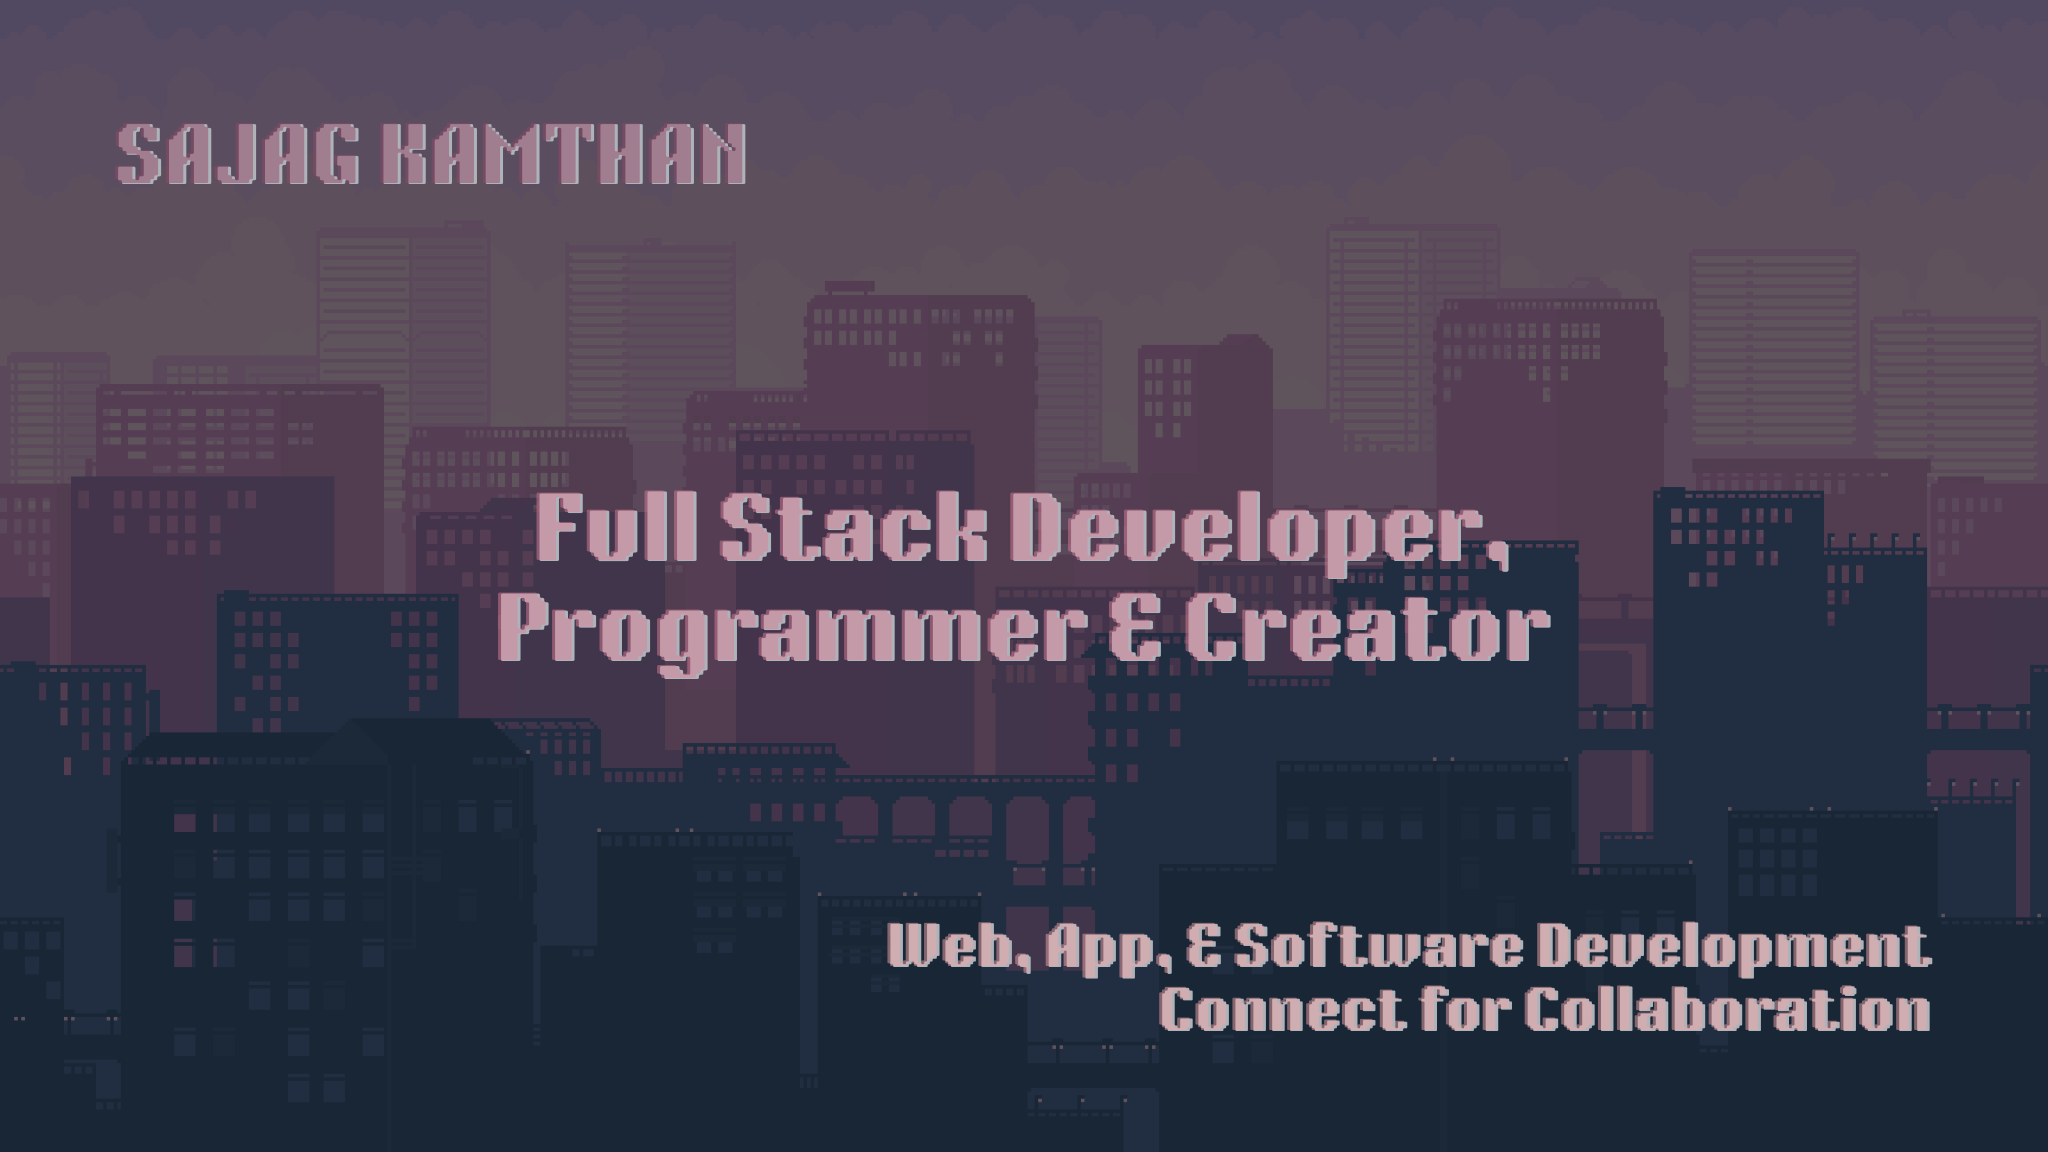 SAJAG KAMTHAN
Full Stack Developer,
Programmer & Creator
Web, App, & Software Development
Connect for Collaboration